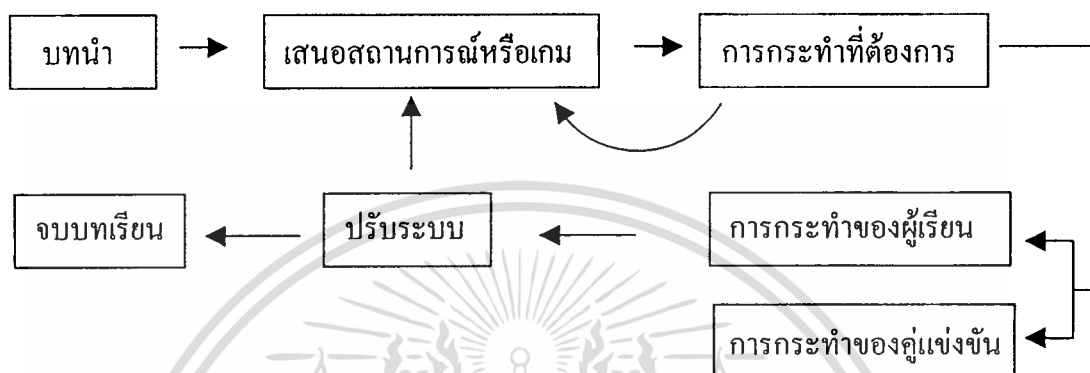 บทนำ
เสนอสถานการณ์หรือเกม
การกระทำที่ต้องการ
จบบทเรียน
ปรับระบบ
การกระทำของผู้เรียน
การกระทำของคู่แข่งขัน